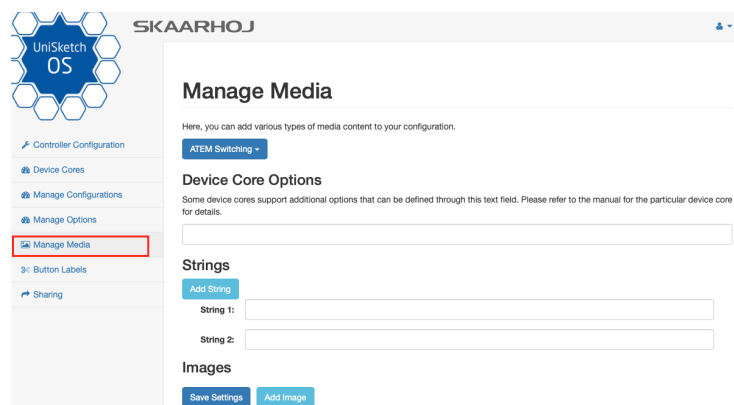 SKAARHOJ
UniSketch
OS
Controller Configuration
Device Cores
Manage Configurations
Manage Options
Manage Media
Button Labels
Sharing
Manage Media
Here, you can add various types of media content to your configuration.
ATEM Switching
Device Core Options
Some device cores support additional options that can be defined through this text field. Please refer to the manual for the particular device core
for details.
Strings
Add String
String 1:
String 2:
Images
Save Settings
Add Image